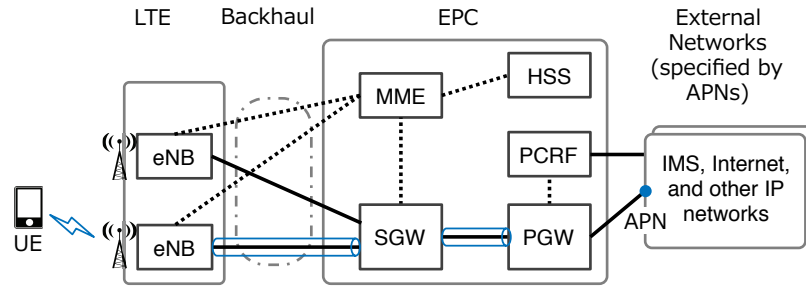 LTE
Backhaul
EPC
External
Networks
(specified by
APNs)
MME
HSS
eNB
PCRF
IMS, Internet,
and other IP
networks
APN
UE
eNB
SGW
PGW